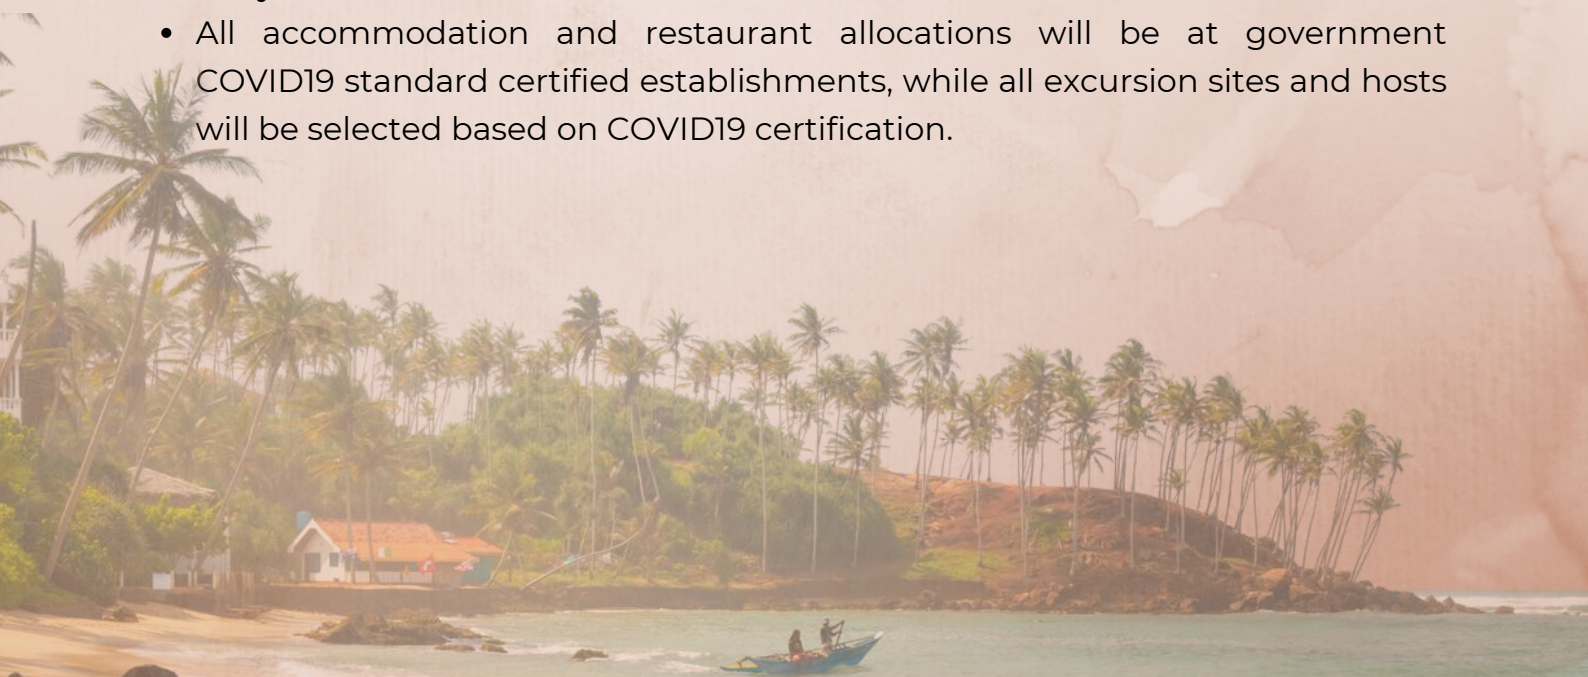 • All accommodation and restaurant allocations will be at government
COVID19 standard certified establishments, while all excursion sites and hosts
will be selected based on COVID19 certification.